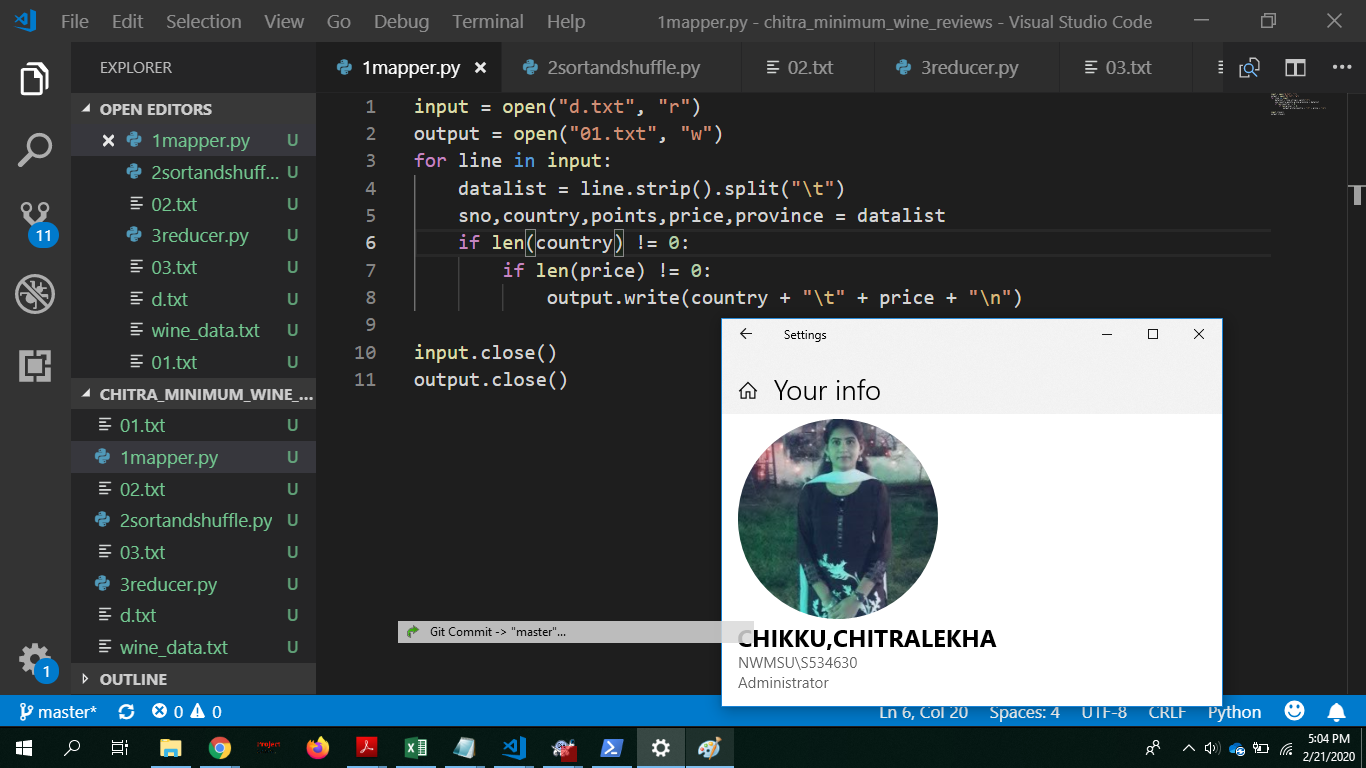 File Edit Selection View Go Debug Terminal Help 1mapper.py - chitra_minimum_wine_reviews - Visual Studio Code
EXPLORER
1mapper.py 2sortandshuffle.py 02.txt 3reducer.py 03.txt
OPEN EDITORS
1mapper.py U
2sortandshuff... U
02.txt U
3reducer.py U
03.txt U
d.txt U
wine_data.txt U
01.txt U
CHITRA_MINIMUM_WINE_...
01.txt U
1mapper.py U
02.txt U
2sortandshuffle.py U
03.txt U
3reducer.py U
d.txt U
wine_data.txt U
OUTLINE
11
1
1 input = open("d.txt", "r")
2 output = open("01.txt", "w")
3 for line in input:
4 datalist = line.strip().split("\t")
5 sno,country,points,price,province = datalist
6 if len(country) != 0:
7 if len(price) != 0:
8 output.write(country + "\t" + price + "\n")
9
10 input.close()
11 output.close()
Settings
Your info
CHIKKU,CHITRALEKHA
NWMSU\S534630
Administrator
Git Commit -> "master"...
master* 0 0 Ln 6, Col 20 Spaces: 4 UTF-8 CRLF Python
5:04 PM
2/21/2020